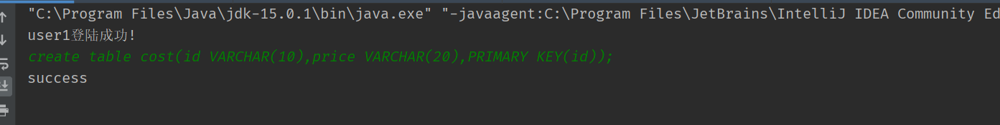 "C:\Program Files\Java\jdk-15.0.1\bin\java.exe" "-javaagent:C:\Program Files\JetBrains\IntelliJ IDEA Community Ed
user1登陆成功!
create table cost(id VARCHAR(10),price VARCHAR(20),PRIMARY KEY(id));
success